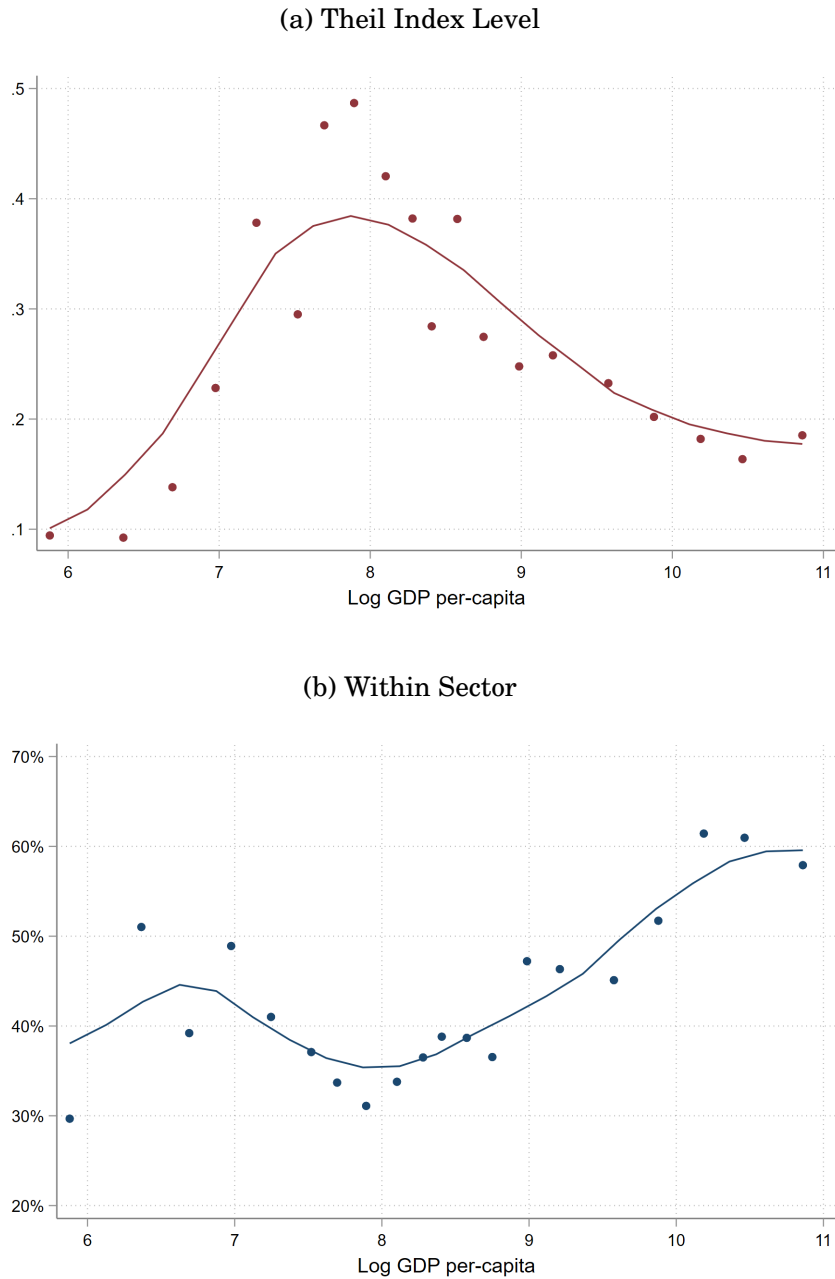 (a) Theil Index Level
.5
.4
.3
.2
.1
6 7 8 9 10 11
Log GDP per-capita
(b) Within Sector
70%
60%
50%
40%
30%
20%
6 7 8 9 10 11
Log GDP per-capita